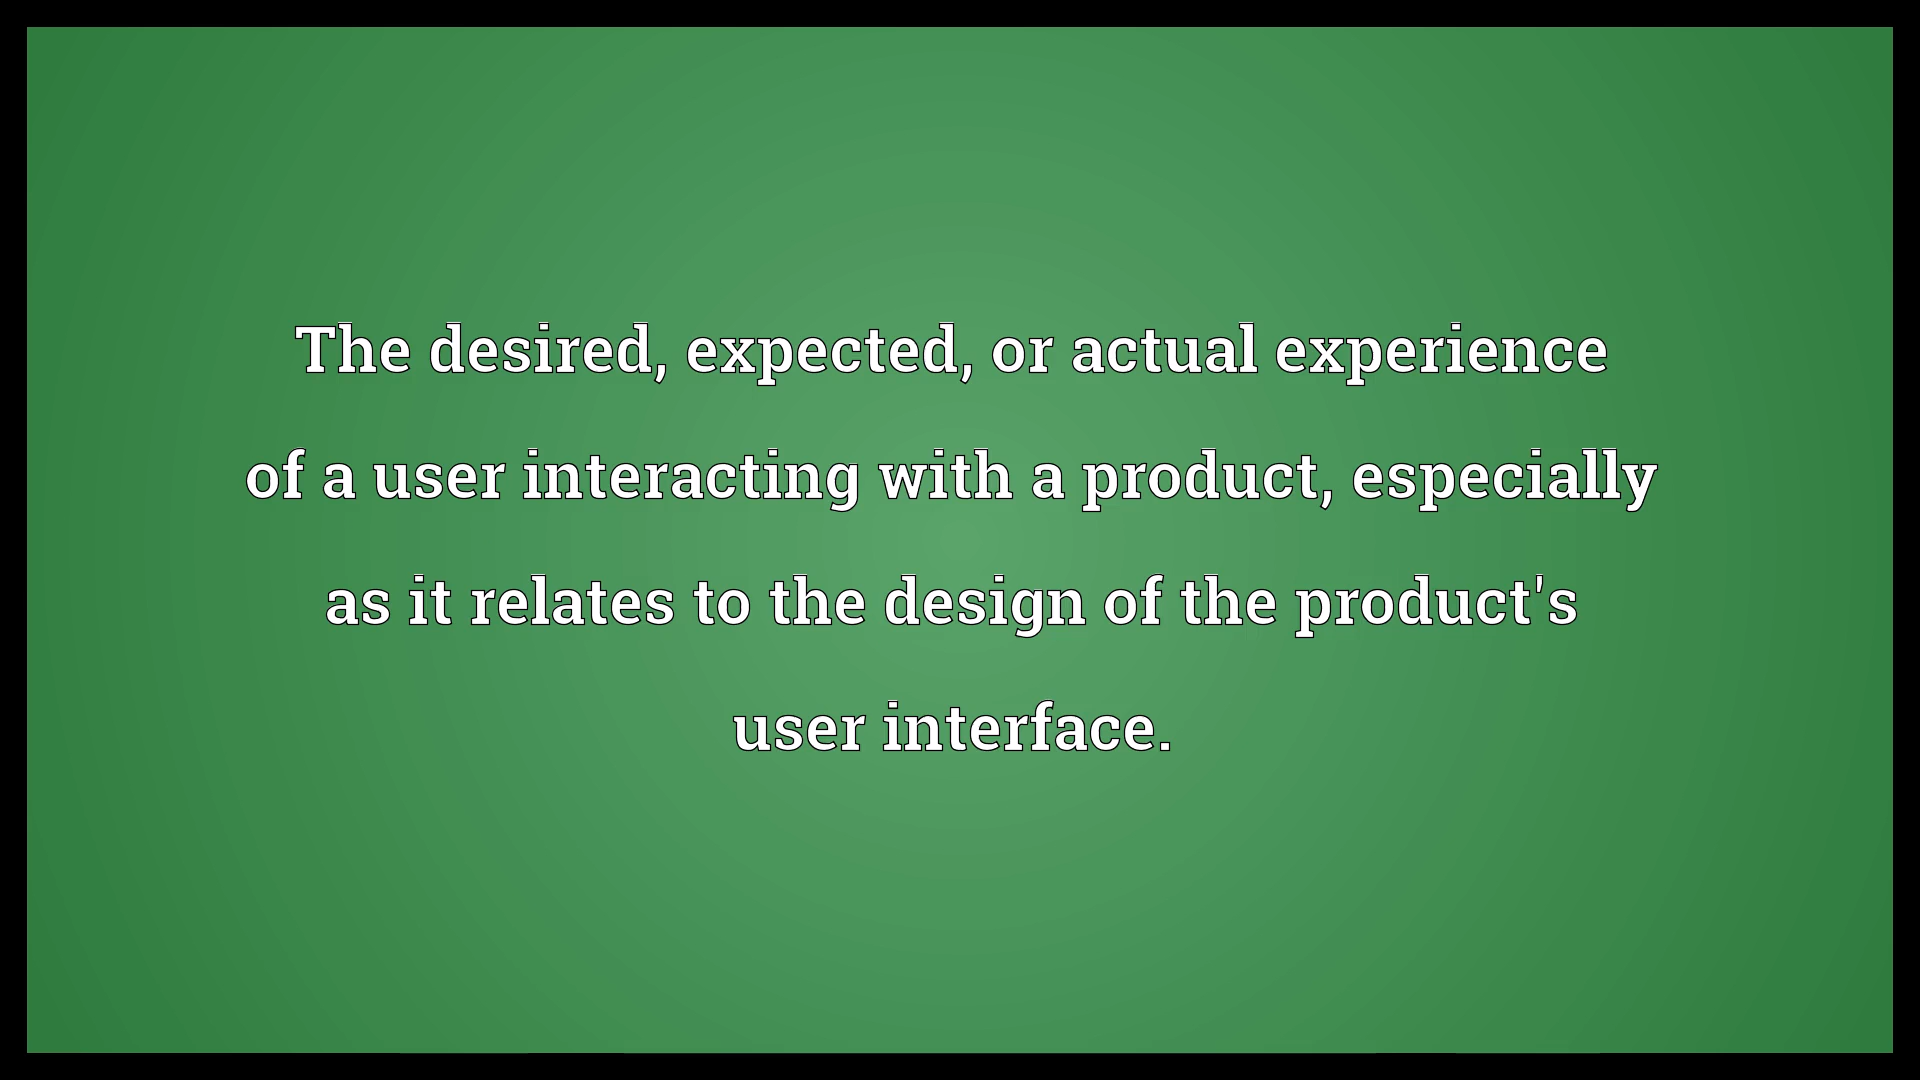 The desired, expected, or actual experience
of a user interacting with a product, especially
as it relates to the design of the product's
user interface.